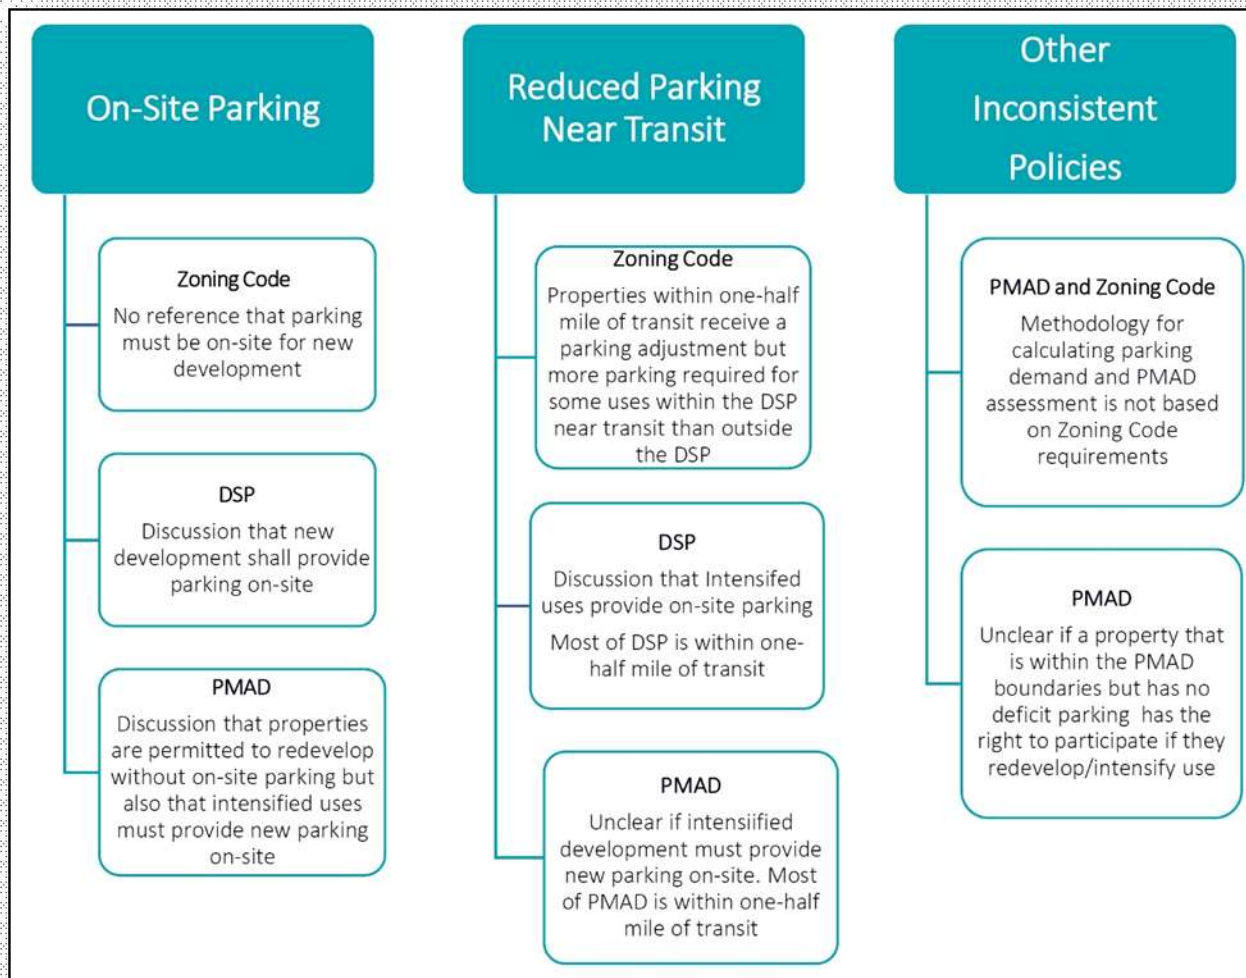 On-Site Parking
Zoning Code
No reference that parking
must be on-site for new
development
DSP
Discussion that new
development shall provide
parking on-site
PMAD
Discussion that properties
are permitted to redevelop
without on-site parking but
also that intensified uses
must provide new parking
on-site
Reduced Parking
Near Transit
Zoning Code
Properties within one-half
mile of transit receive a
parking adjustment but
more parking required for
some uses within the DSP
near transit than outside
the DSP
DSP
Discussion that Intensifed
uses provide on-site parking
Most of DSP is within one-
half mile of transit
PMAD
Unclear if intensiified
development must provide
new parking on-site. Most
of PMAD is within one-half
mile of transit
Other
Inconsistent
Policies
PMAD and Zoning Code
Methodology for
calculating parking
demand and PMAD
assessment is not based
on Zoning Code
requirements
PMAD
Unclear if a property that
is within the PMAD
boundaries but has no
deficit parking has the
right to participate if they
redevelop/intensify use